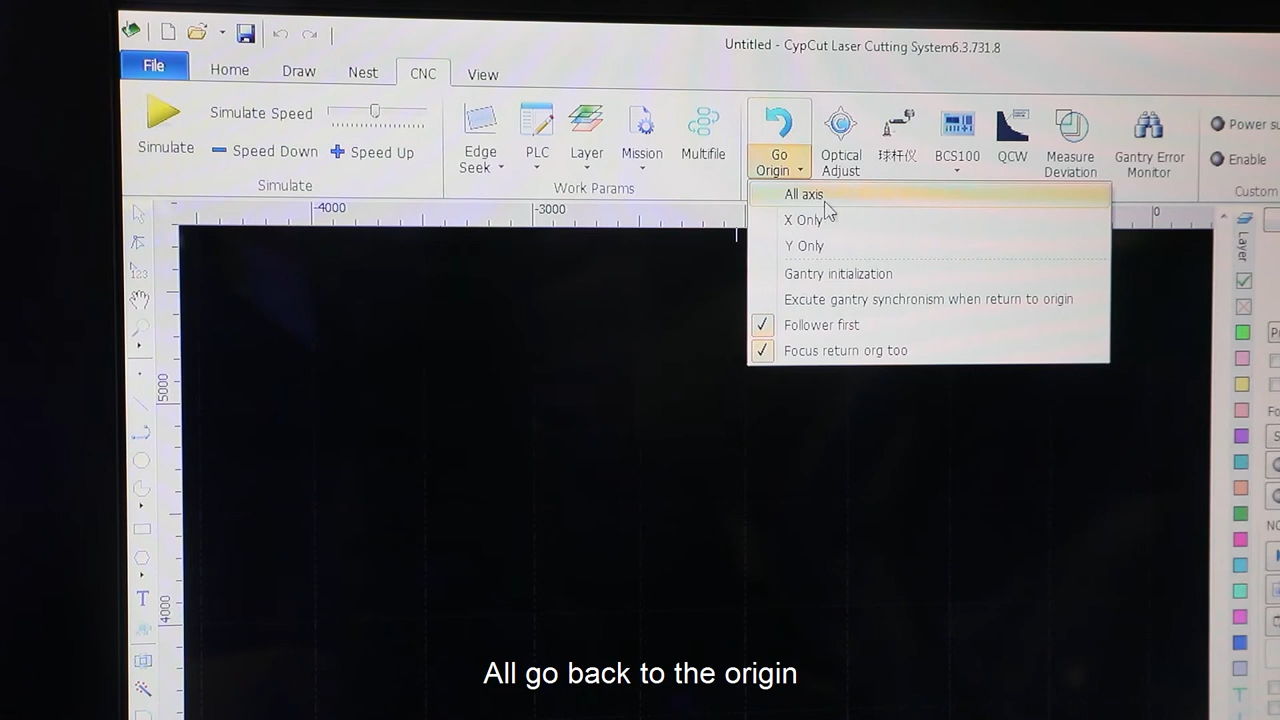 Untitled - CypCut Laser Cutting System6.3.731.8
File
Home
Draw
Nest
CNC
View
Simulate Speed
Simulate
Speed Down
Speed Up
Simulate
Edge
Seek
PLC
Layer
Mission
Multifile
Work Params
Go
Origin
Optical
Adjust
球杆仪
BCS100
QCW
Measure
Deviation
Gantry Error
Monitor
Power su
Enable
Custom
-4000
-3000
0
All axis
X Only
Y Only
Gantry initialization
Excute gantry synchronism when return to origin
Follower first
Focus return org too
Layer
123
5000
4000
T
All go back to the origin